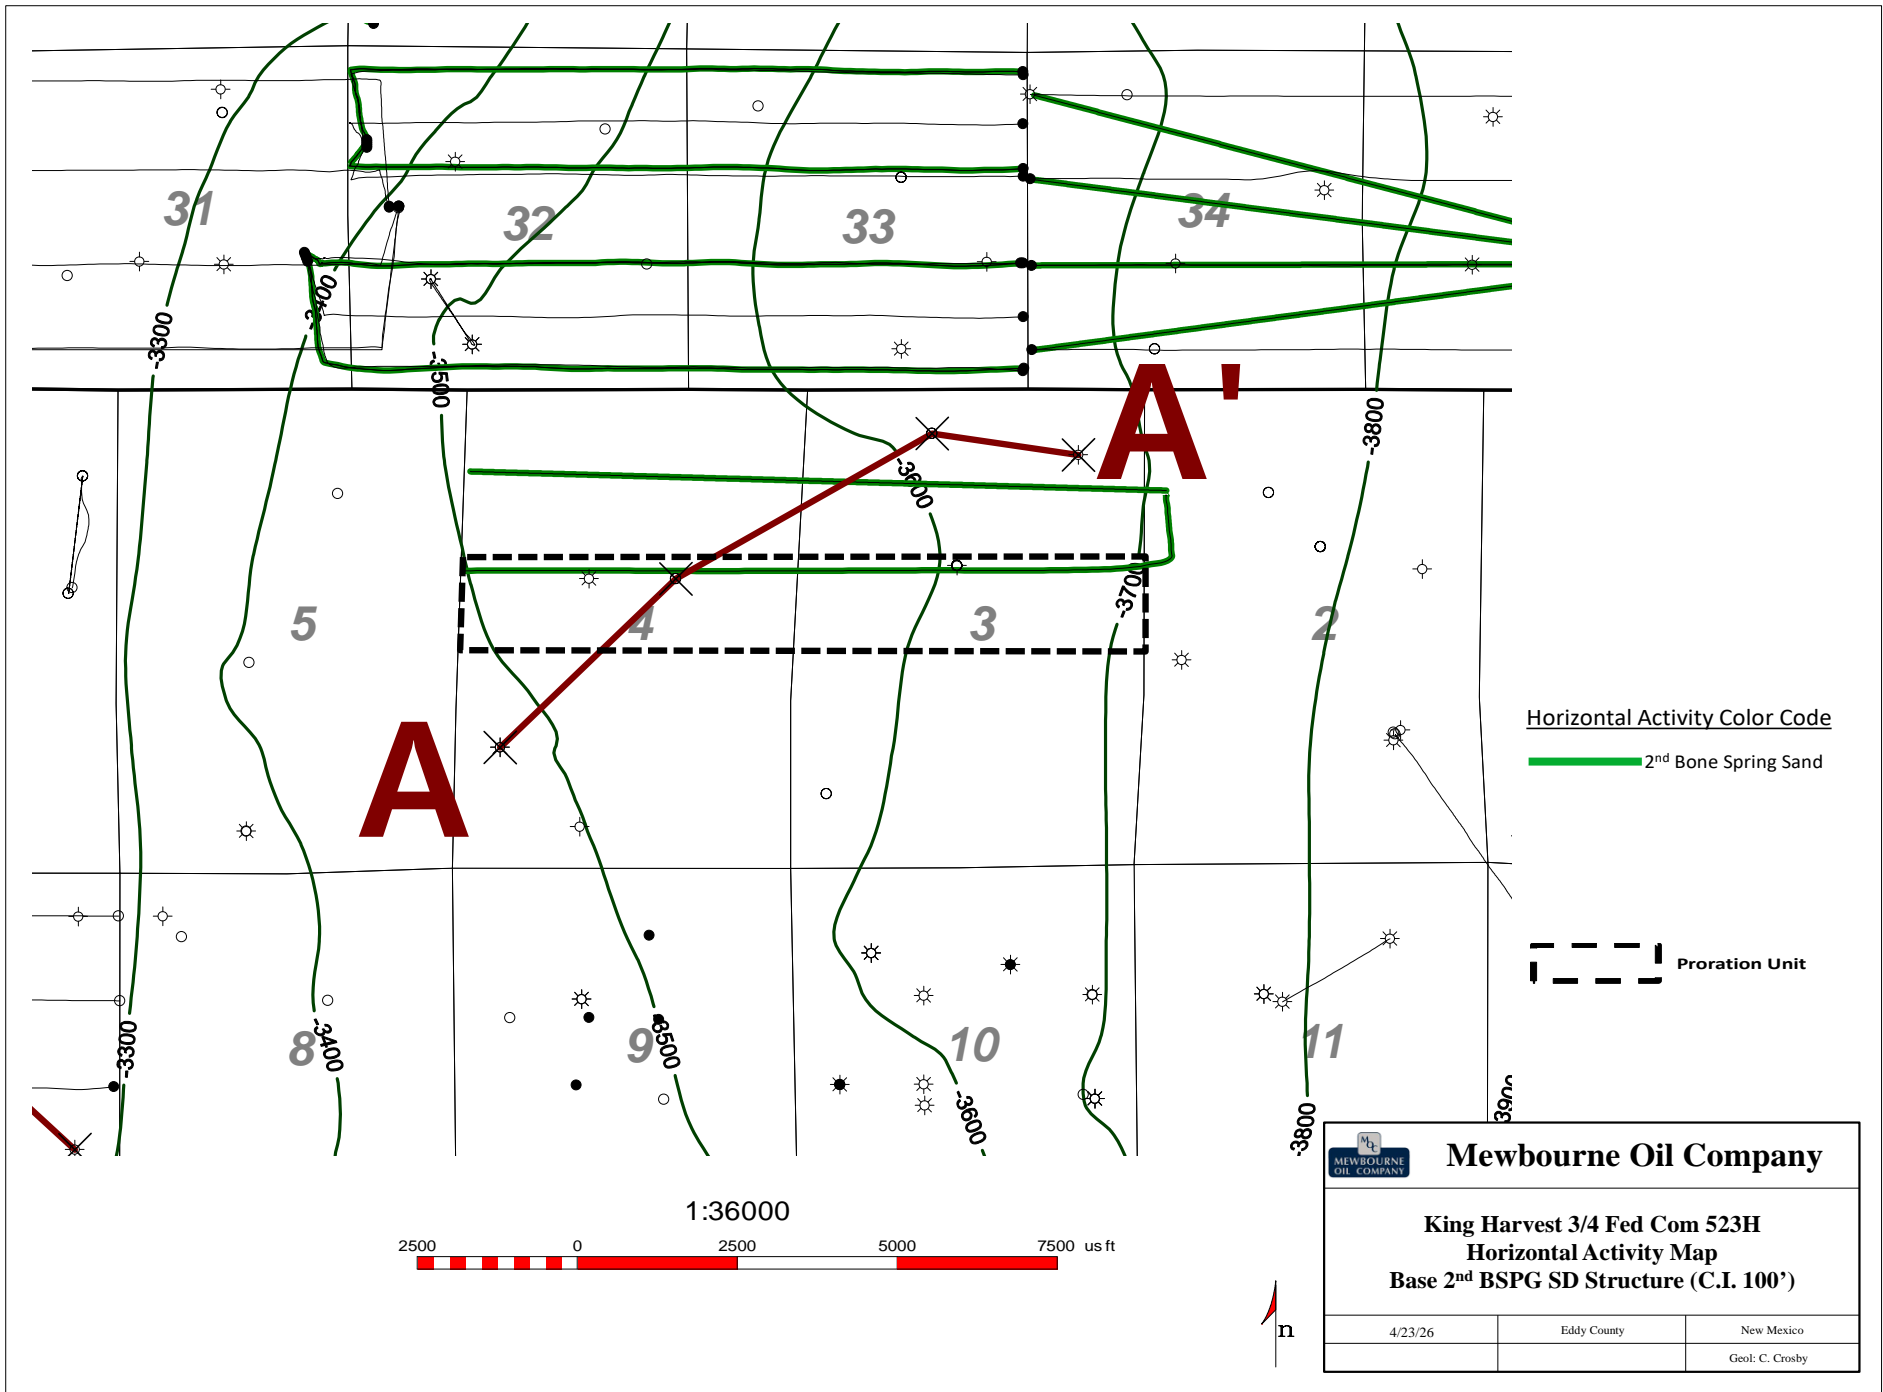 31
32
33
34
-3300
-3400
-3500
A'
-3800
-3600
-3700
5
4
3
2
A
Horizontal Activity Color Code
2nd Bone Spring Sand
Proration Unit
8
9
10
11
-3300
-3400
-3500
-3600
-3800
-3900
1:36000
2500 0 2500 5000 7500 us ft
n
MOC
MEWBOURNE
OIL COMPANY
Mewbourne Oil Company
King Harvest 3/4 Fed Com 523H
Horizontal Activity Map
Base 2nd BSPG SD Structure (C.I. 100’)
4/23/26 Eddy County New Mexico
Geol: C. Crosby